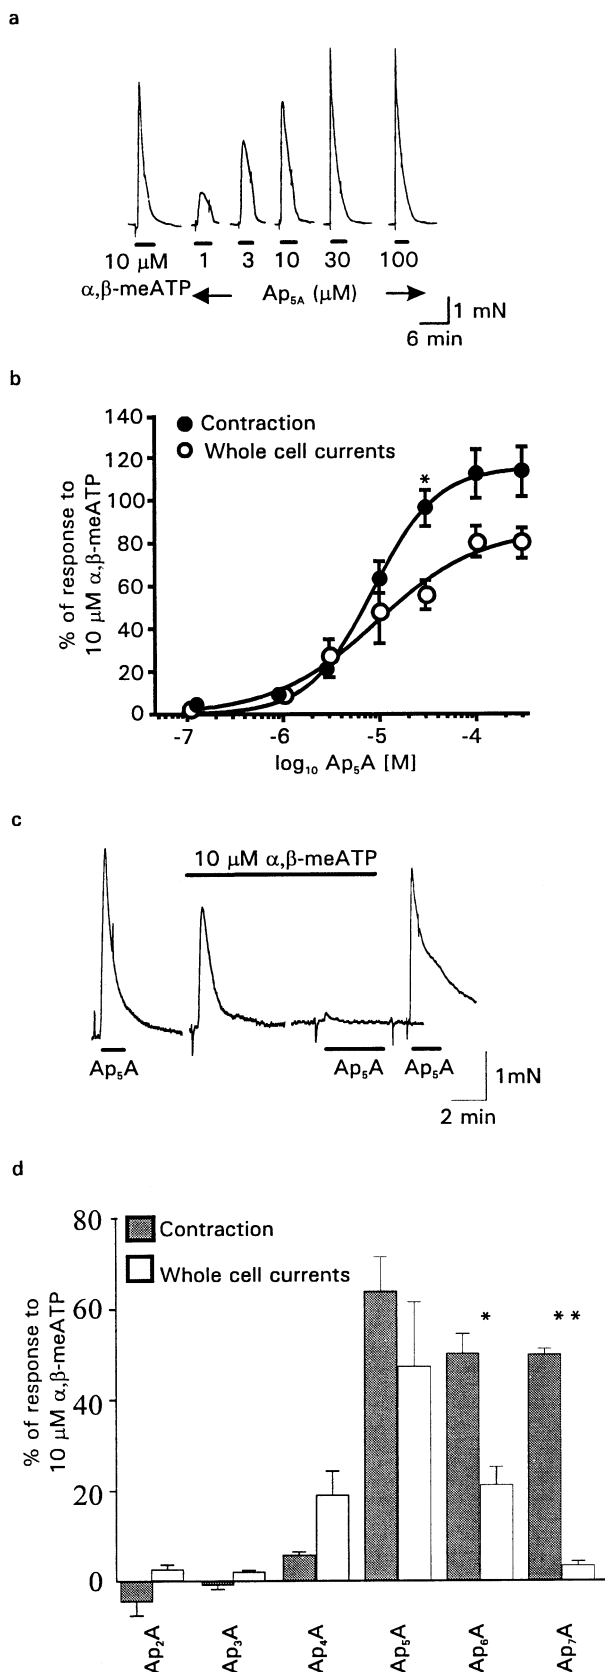 a
10 μM 1 3 10 30 100
α,β-meATP Ap5A (μM)
1 mN
6 min
b
140
120
100
80
60
40
20
0
% of response to
10 μM α,β-meATP
Contraction
Whole cell currents
*
-7 -6 -5 -4
log10 Ap5A [M]
c
10 μM α,β-meATP
Ap5A Ap5A Ap5A
1mN
2 min
d
80
60
40
20
0
% of response to
10 μM α,β-meATP
Contraction
Whole cell currents
* **
Ap2A Ap3A Ap4A Ap5A Ap6A Ap7A